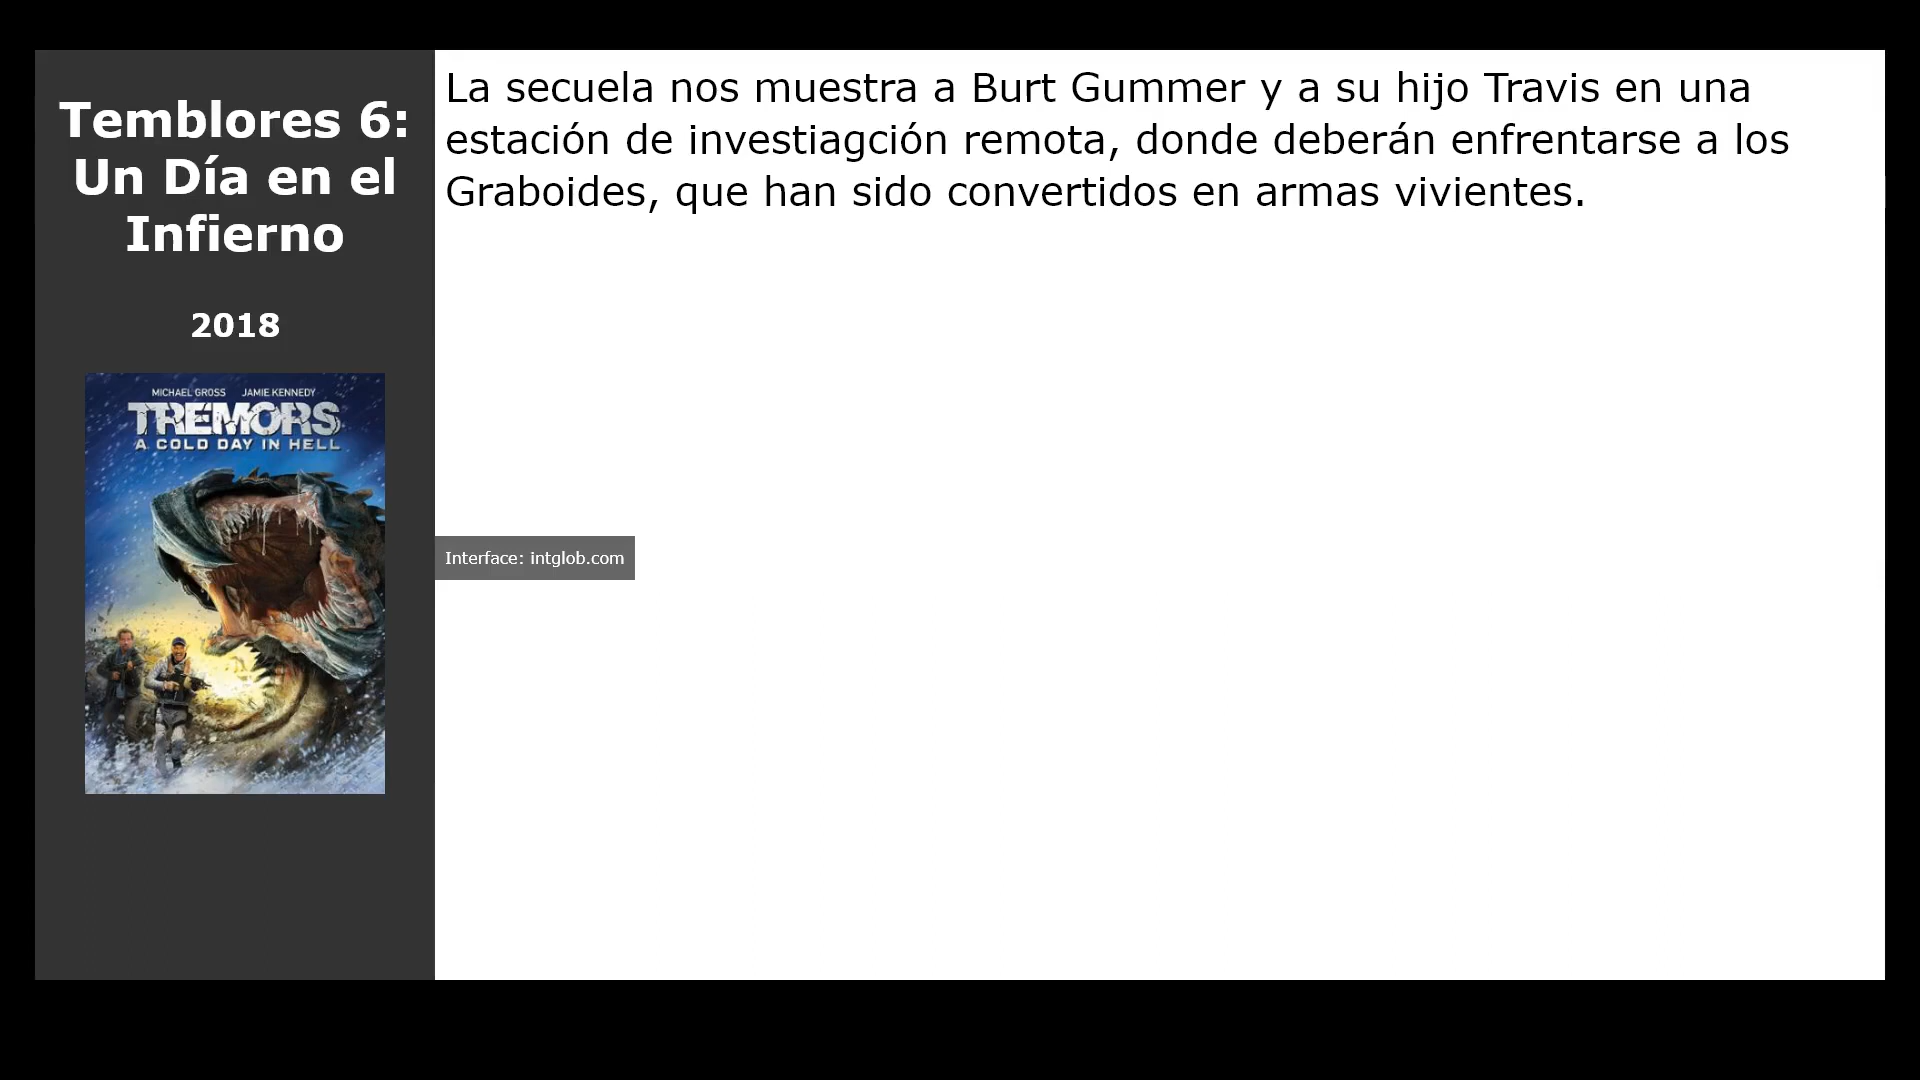 Temblores 6:
Un Día en el
Infierno
2018
MICHAEL GROSS JAMIE KENNEDY
TREMORS
A COLD DAY IN HELL
La secuela nos muestra a Burt Gummer y a su hijo Travis en una
estación de investiagción remota, donde deberán enfrentarse a los
Graboides, que han sido convertidos en armas vivientes.
Interface: intglob.com